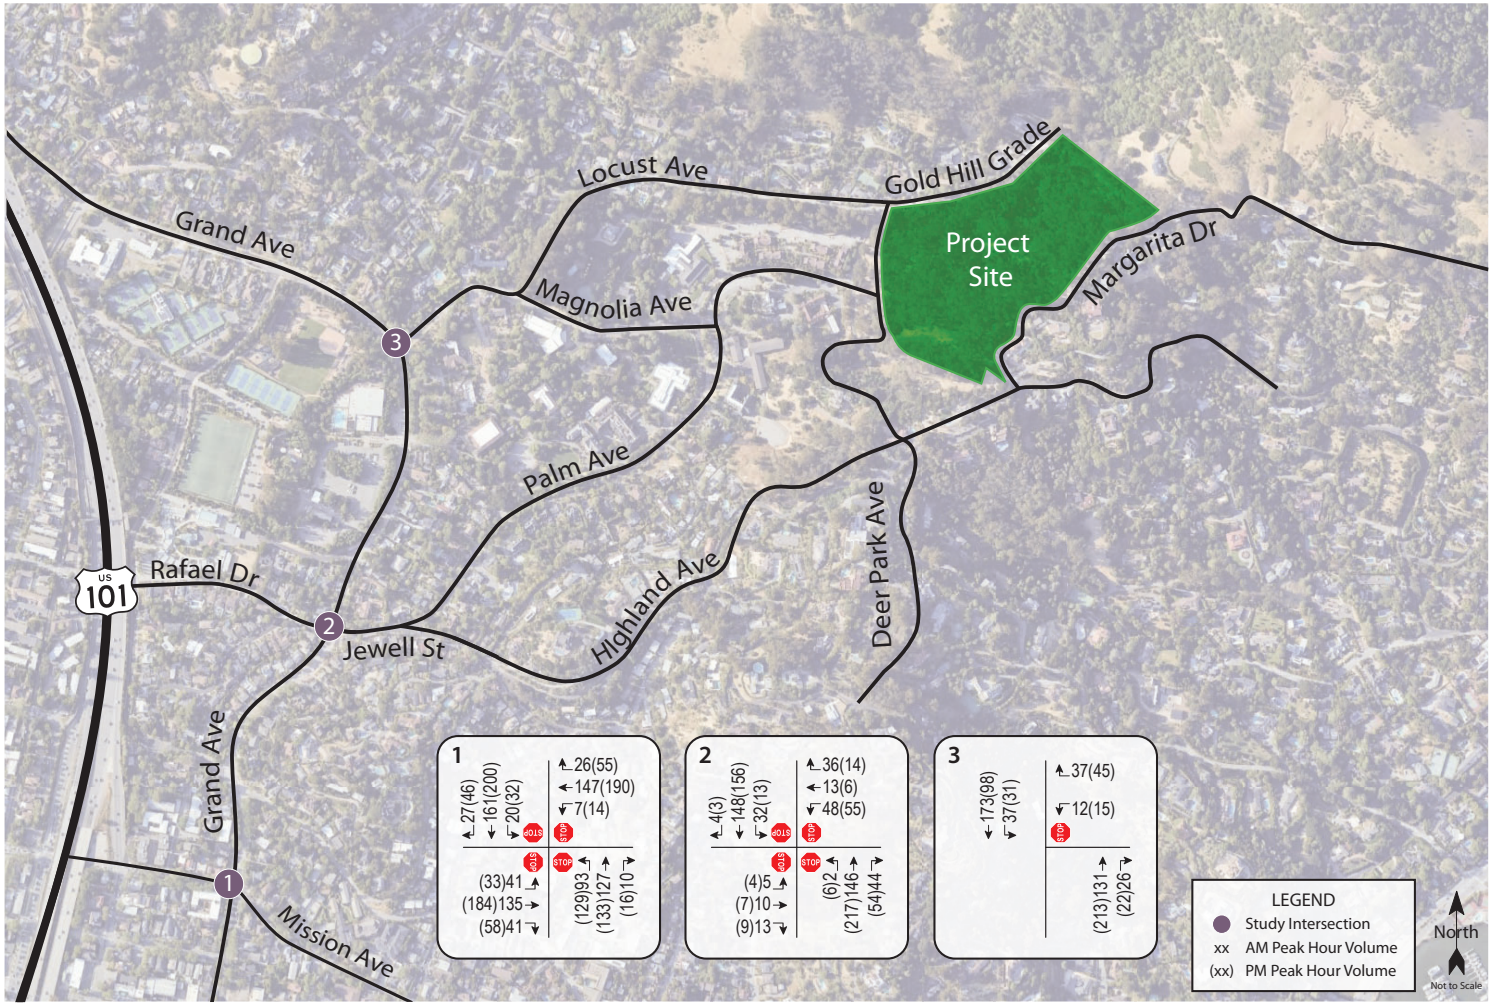 Locust Ave
Gold Hill Grade
Grand Ave
Project
Site
Margarita Dr
Magnolia Ave
3
Palm Ave
Deer Park Ave
Rafael Dr
US
101
2
Jewell St
HIghland Ave
Grand Ave
1
Mission Ave
1
27(46)
161(200)
20(32)
26(55)
147(190)
7(14)
STOP
STOP
STOP
STOP
(33)41
(184)135
(58)41
(129)93
(133)127
(16)10
2
4(3)
148(156)
32(13)
36(14)
13(6)
48(55)
STOP
STOP
STOP
STOP
(4)5
(7)10
(9)13
(6)2
(217)146
(54)44
3
173(98)
37(31)
37(45)
12(15)
STOP
(213)131
(22)26
LEGEND
Study Intersection
xx AM Peak Hour Volume
(xx) PM Peak Hour Volume
North
Not to Scale